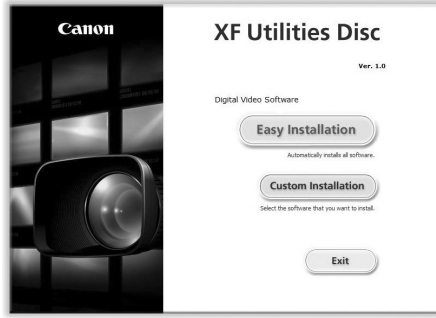 Canon
XF Utilities Disc
Ver. 1.0
Digital Video Software
Easy Installation
Automatically installs all software.
Custom Installation
Select the software that you want to install.
Exit